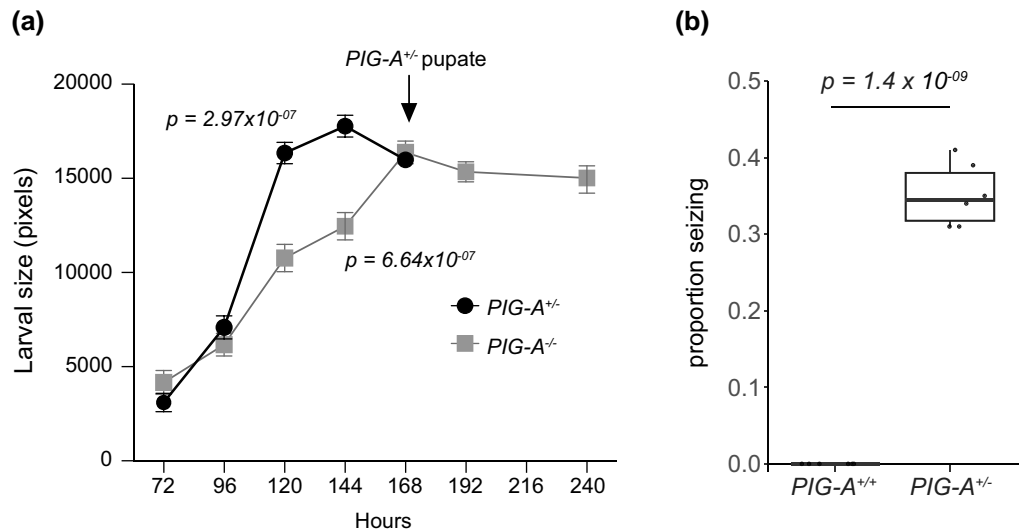 (a)
PIG-A+/- pupate
20000
15000
10000
5000
0
Larval size (pixels)
p = 2.97x10-07
p = 6.64x10-07
PIG-A+/-
PIG-A-/-
72 96 120 144 168 192 216 240
Hours
(b)
p = 1.4 x 10-09
0.5
0.4
0.3
0.2
0.1
0.0
proportion seizing
PIG-A+/+ PIG-A+/-